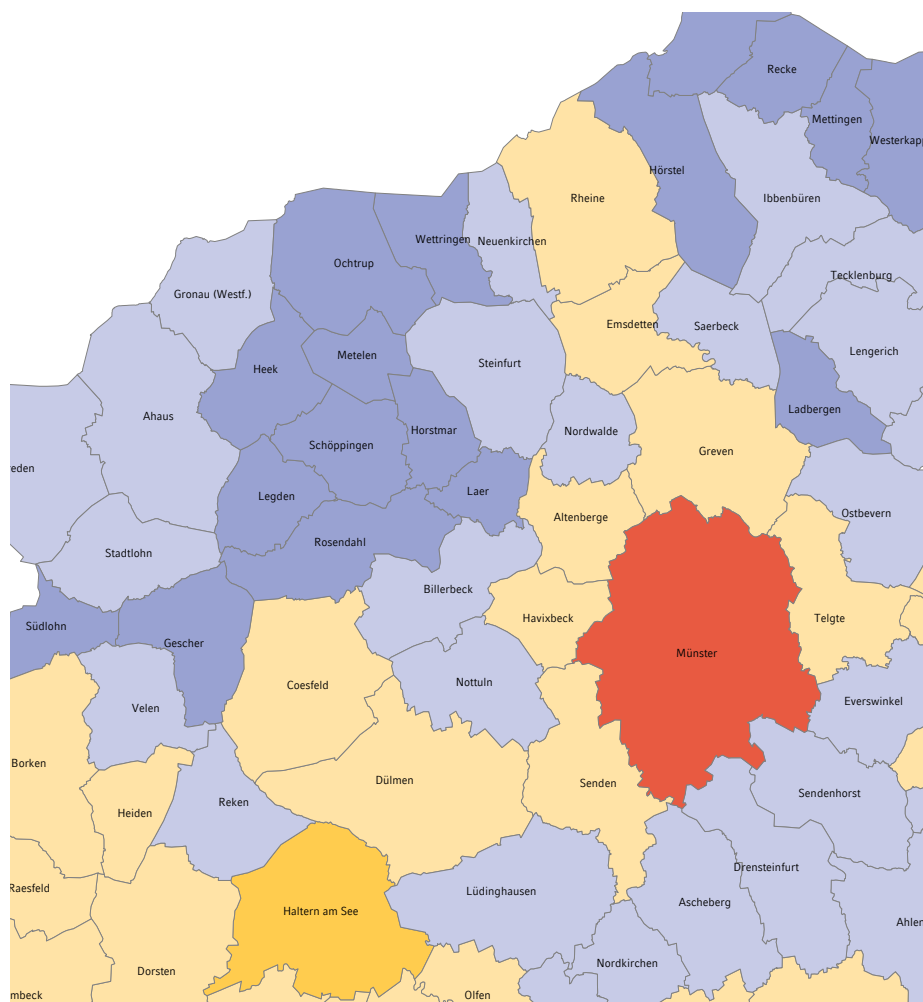 Recke
Mettingen
Westerkapp
Hörstel
Rheine
Ibbenbüren
Wettringen
Neuenkirchen
Ochtrup
Tecklenburg
Gronau (Westf.)
Emsdetten
Saerbeck
Lengerich
Metelen
Steinfurt
Heek
Ladbergen
Ahaus
Horstmar
Nordwalde
Schöppingen
Greven
eden
Legden
Laer
Altenberge
Ostbevern
Rosendahl
Stadtlohn
Billerbeck
Havixbeck
Telgte
Südlohn
Gescher
Münster
Coesfeld
Nottuln
Everswinkel
Velen
Borken
Dülmen
Senden
Sendenhorst
Reken
Heiden
Drensteinfurt
Raesfeld
Lüdinghausen
Ascheberg
Haltern am See
Ahlen
Nordkirchen
Dorsten
mbeck
Olfen